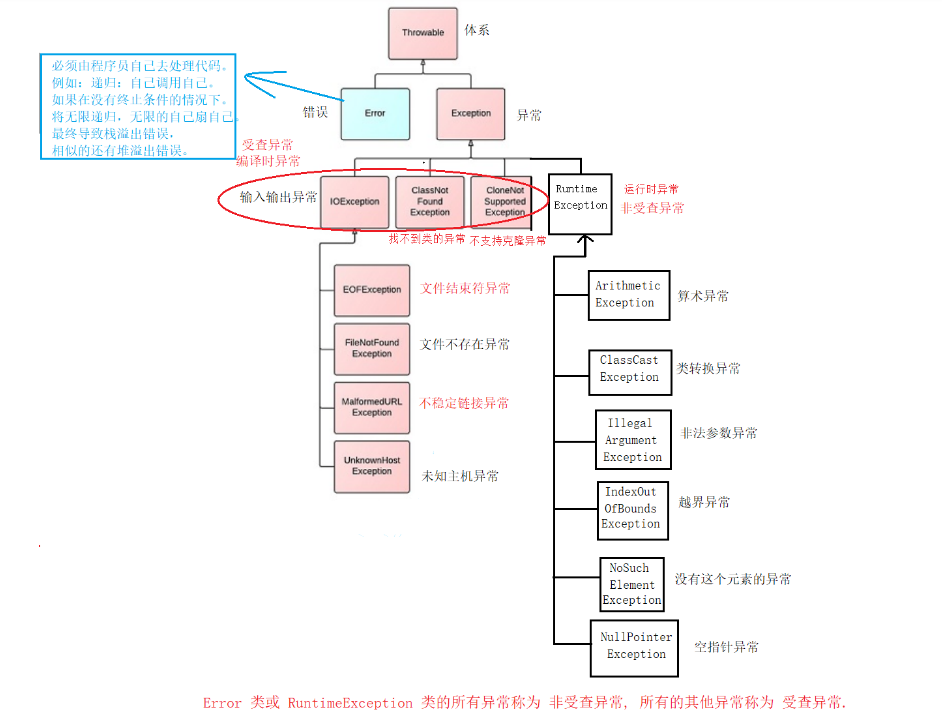 Throwable
体系
必须由程序员自己去处理代码。
例如：递归：自己调用自己。
如果在没有终止条件的情况下。
将无限递归，无限的自己扇自己。
最终导致栈溢出错误，
相似的还有堆溢出错误。
错误
Error
Exception
异常
受查异常
编译时异常
输入输出异常
IOException
ClassNot
Found
Exception
CloneNot
Supported
Exception
Runtime
Exception
运行时异常
非受查异常
找不到类的异常
不支持克隆异常
EOFException
文件结束符异常
FileNotFound
Exception
文件不存在异常
MalformedURL
Exception
不稳定链接异常
UnknownHost
Exception
未知主机异常
Arithmetic
Exception
算术异常
ClassCast
Exception
类转换异常
Illegal
Argument
Exception
非法参数异常
IndexOut
OfBounds
Exception
越界异常
NoSuch
Element
Exception
没有这个元素的异常
NullPointer
Exception
空指针异常
Error 类或 RuntimeException 类的所有异常称为 非受查异常, 所有的其他异常称为 受查异常.